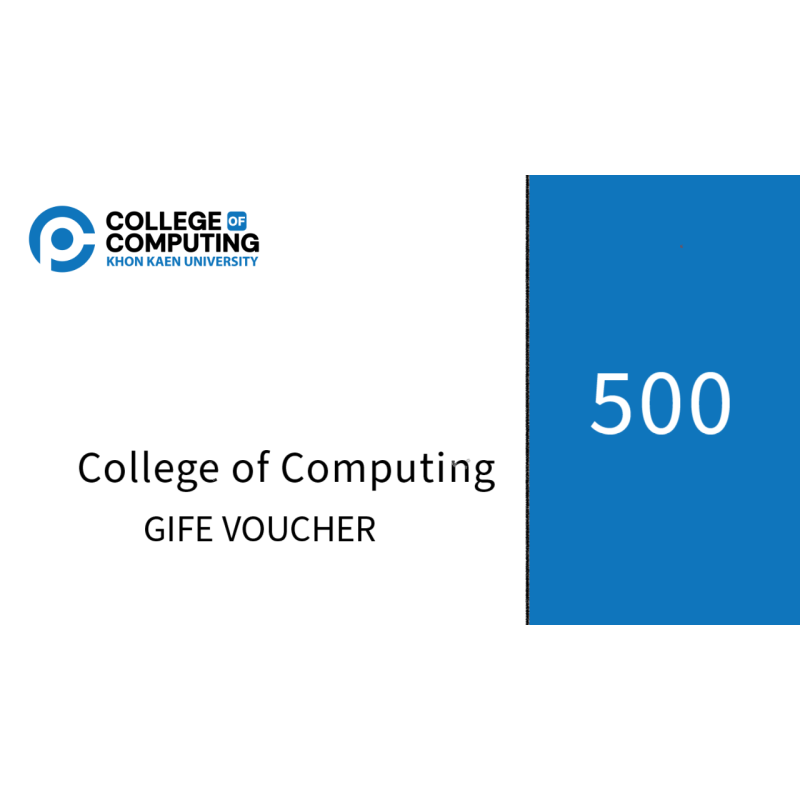 COLLEGE OF
COMPUTING
KHON KAEN UNIVERSITY
500
College of Computing
GIFE VOUCHER